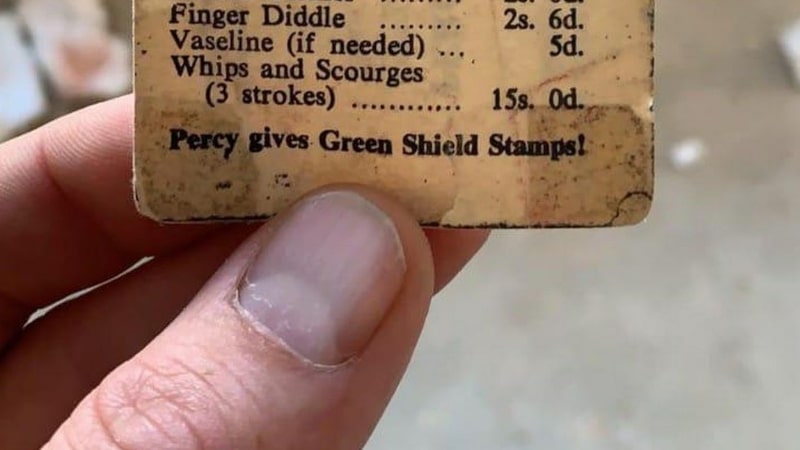 Finger Diddle ......... 2s. 6d.
Vaseline (if needed) ... 5d.
Whips and Scourges
(3 strokes) ............ 15s. 0d.
Percy gives Green Shield Stamps!